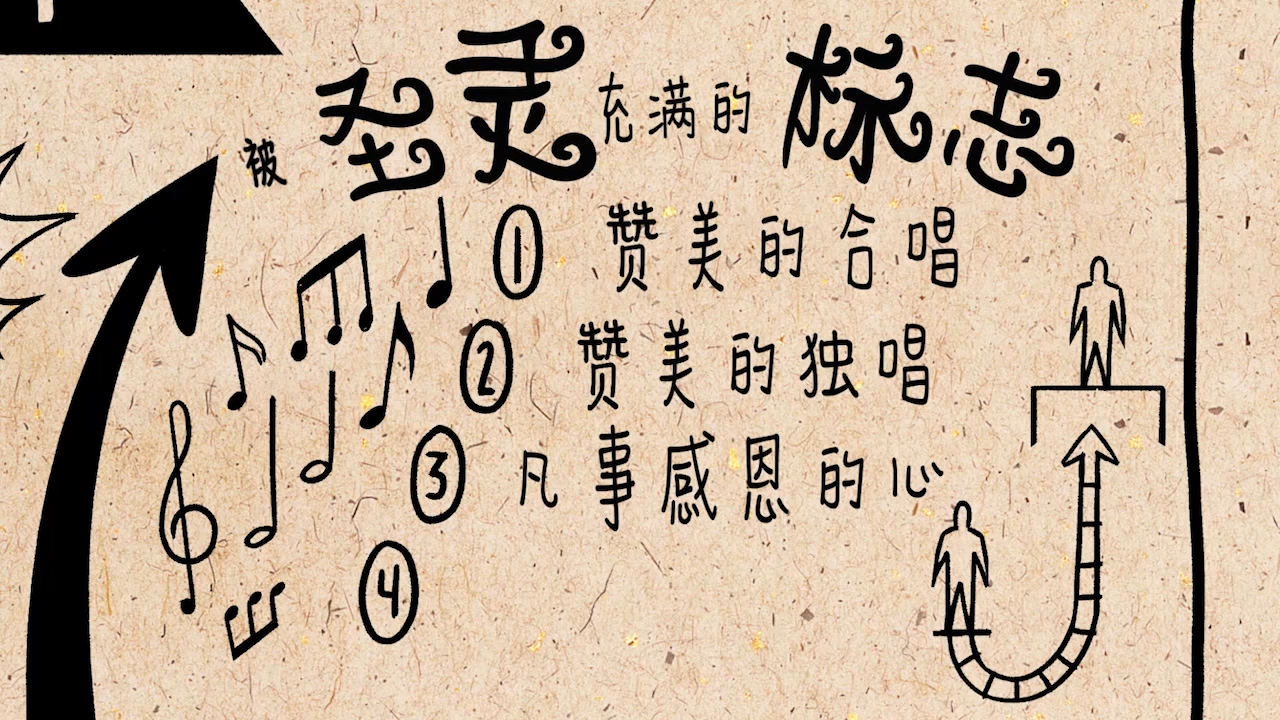 被圣灵充满的标志
① 赞美的合唱
② 赞美的独唱
③ 凡事感恩的心
④